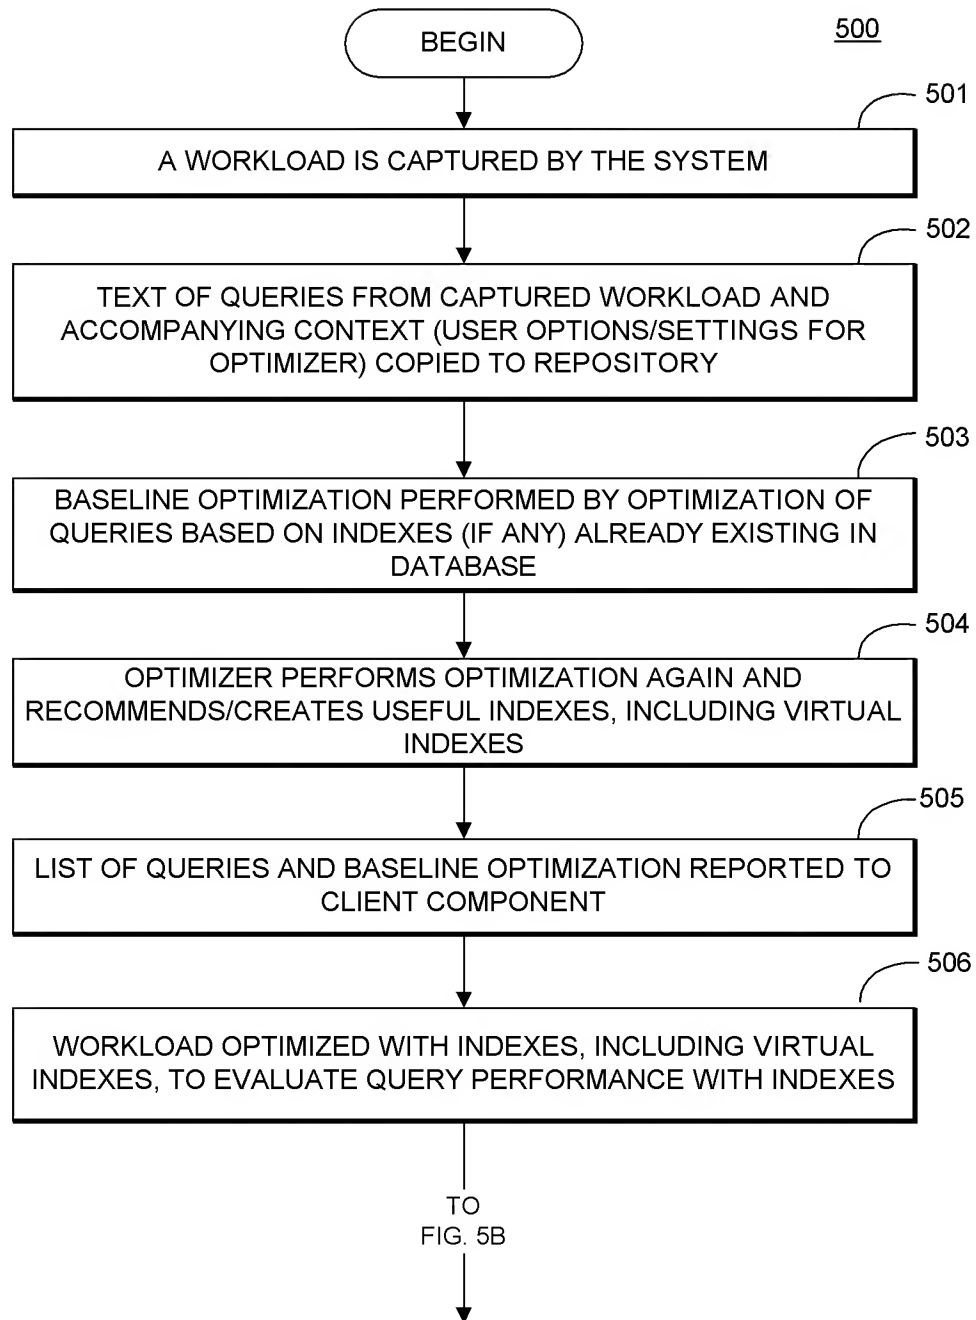 BEGIN
500
501
A WORKLOAD IS CAPTURED BY THE SYSTEM
502
TEXT OF QUERIES FROM CAPTURED WORKLOAD AND
ACCOMPANYING CONTEXT (USER OPTIONS/SETTINGS FOR
OPTIMIZER) COPIED TO REPOSITORY
503
BASELINE OPTIMIZATION PERFORMED BY OPTIMIZATION OF
QUERIES BASED ON INDEXES (IF ANY) ALREADY EXISTING IN
DATABASE
504
OPTIMIZER PERFORMS OPTIMIZATION AGAIN AND
RECOMMENDS/CREATES USEFUL INDEXES, INCLUDING VIRTUAL
INDEXES
505
LIST OF QUERIES AND BASELINE OPTIMIZATION REPORTED TO
CLIENT COMPONENT
506
WORKLOAD OPTIMIZED WITH INDEXES, INCLUDING VIRTUAL
INDEXES, TO EVALUATE QUERY PERFORMANCE WITH INDEXES
TO
FIG. 5B